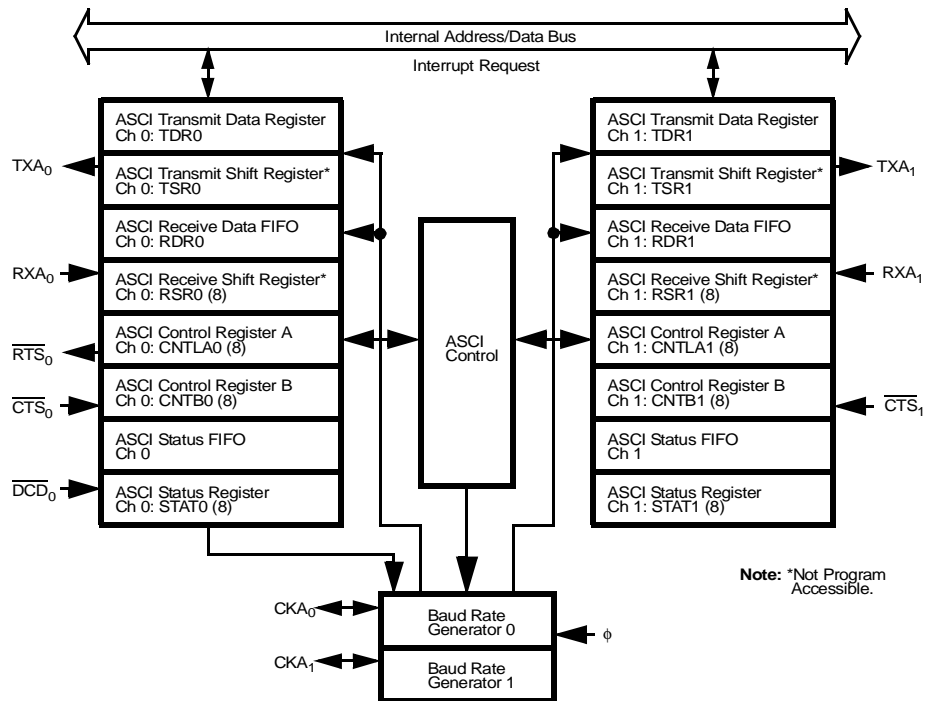 Internal Address/Data Bus
Interrupt Request
ASCI Transmit Data Register
Ch 0: TDR0
ASCI Transmit Shift Register*
Ch 0: TSR0
ASCI Receive Data FIFO
Ch 0: RDR0
ASCI Receive Shift Register*
Ch 0: RSR0 (8)
ASCI Control Register A
Ch 0: CNTLA0 (8)
ASCI Control Register B
Ch 0: CNTB0 (8)
ASCI Status FIFO
Ch 0
ASCI Status Register
Ch 0: STAT0 (8)
TXA0
RXA0
RTS0
CTS0
DCD0
ASCI
Control
ASCI Transmit Data Register
Ch 1: TDR1
ASCI Transmit Shift Register*
Ch 1: TSR1
ASCI Receive Data FIFO
Ch 1: RDR1
ASCI Receive Shift Register*
Ch 1: RSR1 (8)
ASCI Control Register A
Ch 1: CNTLA1 (8)
ASCI Control Register B
Ch 1: CNTB1 (8)
ASCI Status FIFO
Ch 1
ASCI Status Register
Ch 1: STAT1 (8)
TXA1
RXA1
CTS1
Note: *Not Program
Accessible.
CKA0
Baud Rate
Generator 0
ϕ
CKA1
Baud Rate
Generator 1